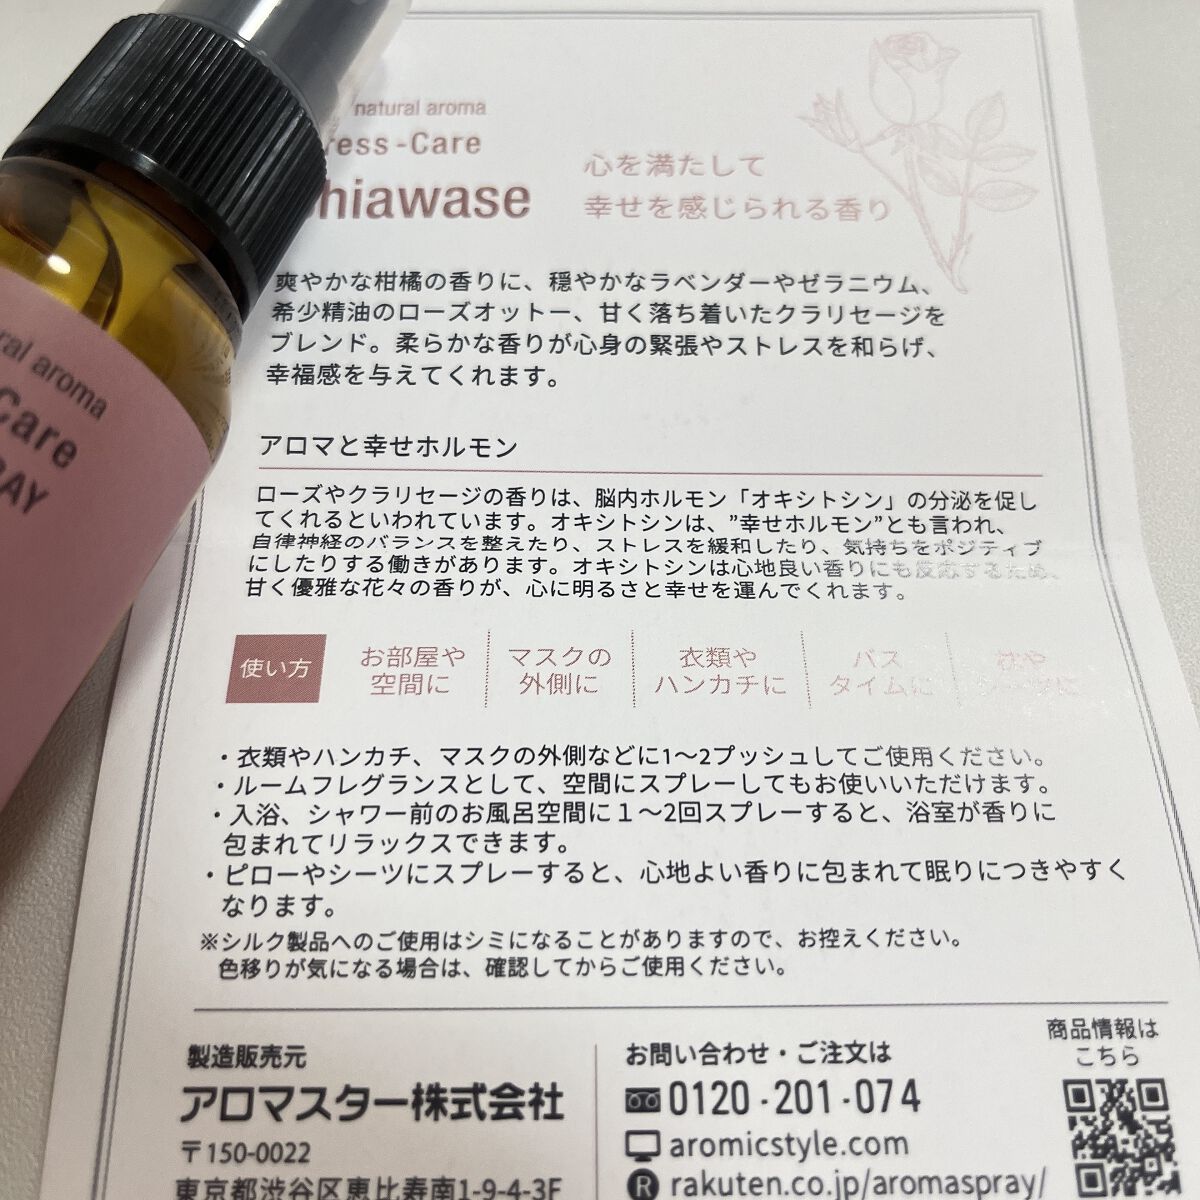 natural aroma
ress-Care
hiawase
心を満たして
幸せを感じられる香り
爽やかな柑橘の香りに、穏やかなラベンダーやゼラニウム、
希少精油のローズオットー、甘く落ち着いたクラリセージを
ブレンド。柔らかな香りが心身の緊張やストレスを和らげ、
幸福感を与えてくれます。
アロマと幸せホルモン
ローズやクラリセージの香りは、脳内ホルモン「オキシトシン」の分泌を促し
てくれるといわれています。オキシトシンは、”幸せホルモン”とも言われ、
自律神経のバランスを整えたり、ストレスを緩和したり、気持ちをポジティブ
にしたりする働きがあります。オキシトシンは心地良い香りにも反応するため、
甘く優雅な花々の香りが、心に明るさと幸せを運んでくれます。
使い方
お部屋や
空間に
マスクの
外側に
衣類や
ハンカチに
バス
タイムに
枕や
シーツに
・衣類やハンカチ、マスクの外側などに1〜2プッシュしてご使用ください。
・ルームフレグランスとして、空間にスプレーしてもお使いいただけます。
・入浴、シャワー前のお風呂空間に１〜2回スプレーすると、浴室が香りに
包まれてリラックスできます。
・ピローやシーツにスプレーすると、心地よい香りに包まれて眠りにつきやすく
なります。
※シルク製品へのご使用はシミになることがありますので、お控えください。
色移りが気になる場合は、確認してからご使用ください。
製造販売元
アロマスター株式会社
〒150-0022
東京都渋谷区恵比寿南1-9-4-3F
お問い合わせ・ご注文は
0120-201-074
aromicstyle.com
R rakuten.co.jp/aromaspray/
商品情報は
こちら
ral aroma
Care
RAY